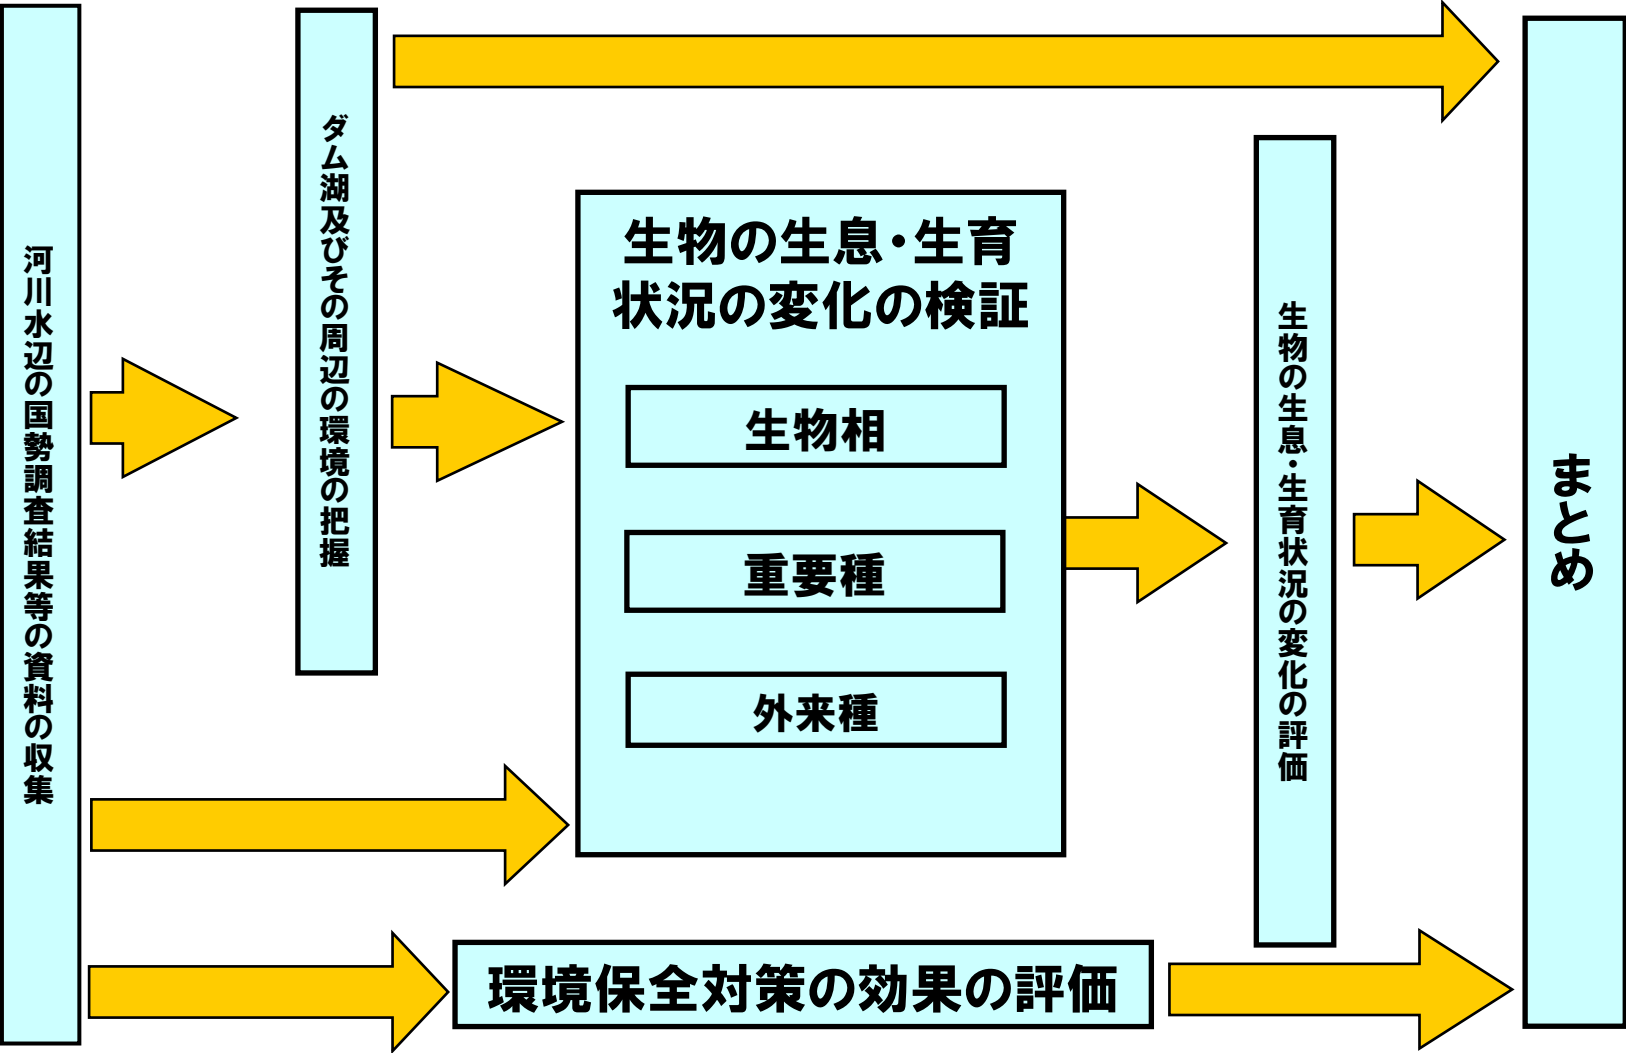 河川水辺の国勢調査結果等の資料の収集
ダム湖及びその周辺の環境の把握
生物の生息・生育
状況の変化の検証
生物相
重要種
外来種
生物の生息・生育状況の変化の評価
環境保全対策の効果の評価
まとめ